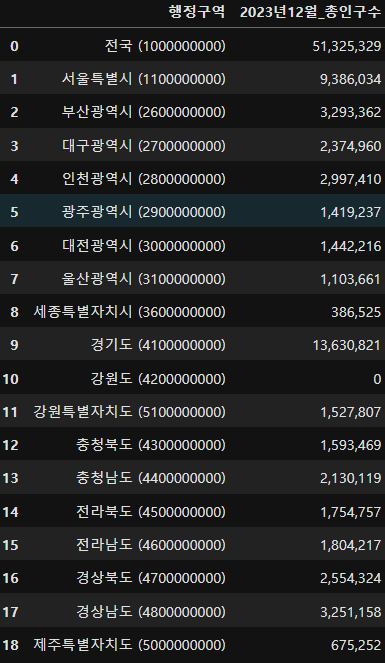 행정구역 2023년12월_총인구수
0 전국 (1000000000) 51,325,329
1 서울특별시 (1100000000) 9,386,034
2 부산광역시 (2600000000) 3,293,362
3 대구광역시 (2700000000) 2,374,960
4 인천광역시 (2800000000) 2,997,410
5 광주광역시 (2900000000) 1,419,237
6 대전광역시 (3000000000) 1,442,216
7 울산광역시 (3100000000) 1,103,661
8 세종특별자치시 (3600000000) 386,525
9 경기도 (4100000000) 13,630,821
10 강원도 (4200000000) 0
11 강원특별자치도 (5100000000) 1,527,807
12 충청북도 (4300000000) 1,593,469
13 충청남도 (4400000000) 2,130,119
14 전라북도 (4500000000) 1,754,757
15 전라남도 (4600000000) 1,804,217
16 경상북도 (4700000000) 2,554,324
17 경상남도 (4800000000) 3,251,158
18 제주특별자치도 (5000000000) 675,252